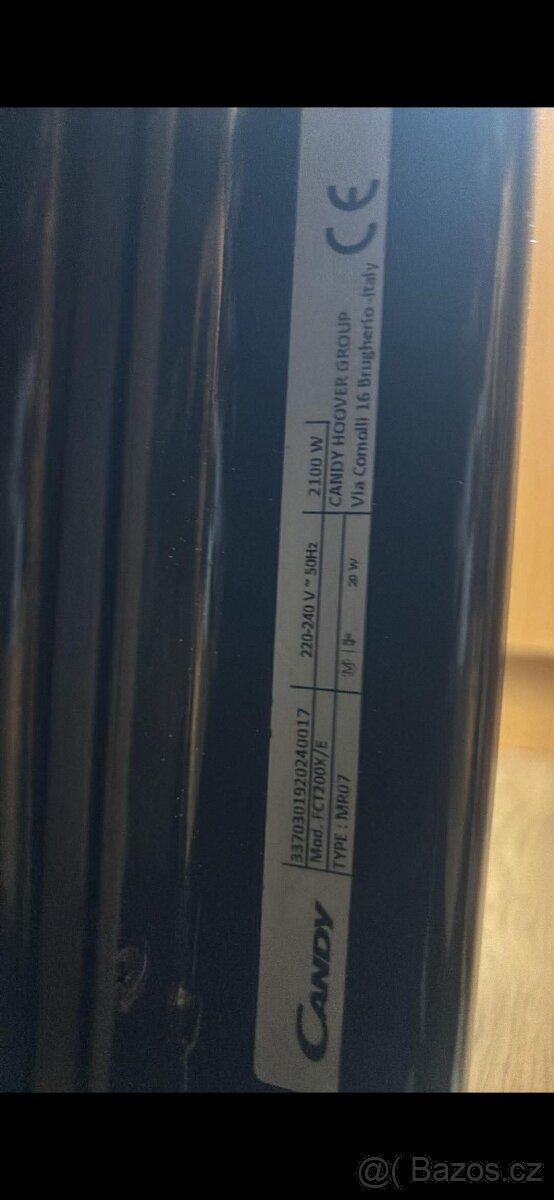 CANDY
3370301920240017
Mod. FCT200X/E
220-240 V ~ 50Hz
2100 W
TYPE : MR07
20 W
CANDY HOOVER GROUP
Via Comolli 16 Brugherio -Italy
CE
@( Bazos.cz